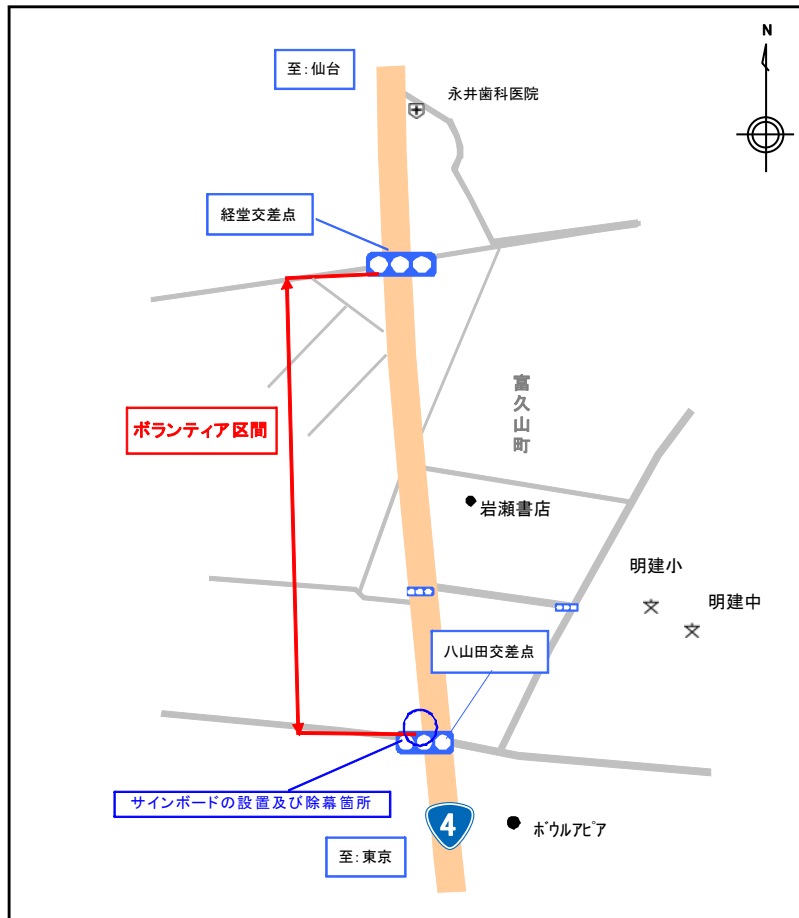 N
至：仙台
永井歯科医院
経堂交差点
富久山町
ボランティア区間
岩瀬書店
明建小
明建中
八山田交差点
サインボードの設置及び除幕箇所
4
ﾎﾞｳﾙｱﾋﾟｱ
至：東京